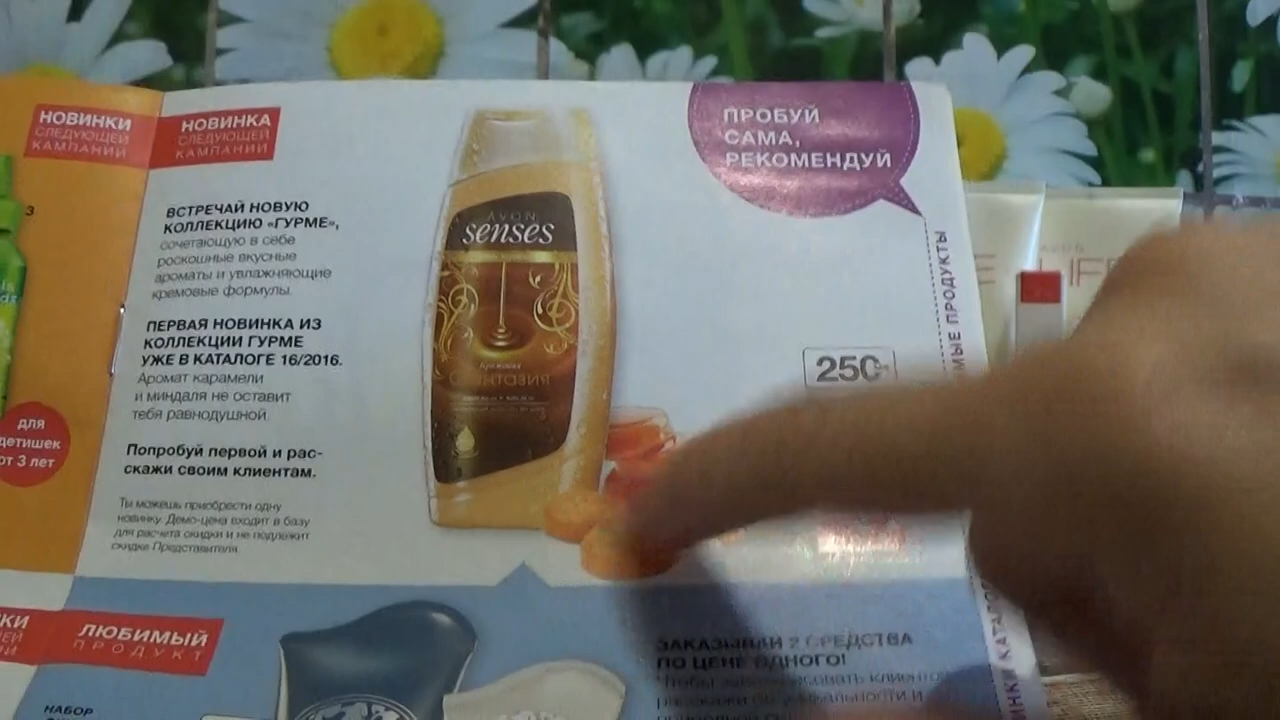 НОВИНКИ
СЛЕДУЮЩЕЙ
КАМПАНИИ
НОВИНКА
СЛЕДУЮЩЕЙ
КАМПАНИИ
ПРОБУЙ
САМА,
РЕКОМЕНДУЙ
ВСТРЕЧАЙ НОВУЮ
КОЛЛЕКЦИЮ «ГУРМЕ»,
сочетающую в себе
роскошные вкусные
ароматы и увлажняющие
кремовые формулы.
ПЕРВАЯ НОВИНКА ИЗ
КОЛЛЕКЦИИ ГУРМЕ
УЖЕ В КАТАЛОГЕ 16/2016.
Аромат карамели
и миндаля не оставит
тебя равнодушной.
Попробуй первой и рас-
скажи своим клиентам.
Ты можешь приобрести одну
новинку. Демо-цена входит в базу
для расчета скидки и не подлежит
скидке Представителя.
AVON
senses
250
для
детишек
от 3 лет
ПРОДУКТЫ
LIFE
ЛЮБИМЫЙ
ПРОДУКТ
НАБОР
ЗАКАЗЫВАЙ 2 СРЕДСТВА
ПО ЦЕНЕ ОДНОГО!